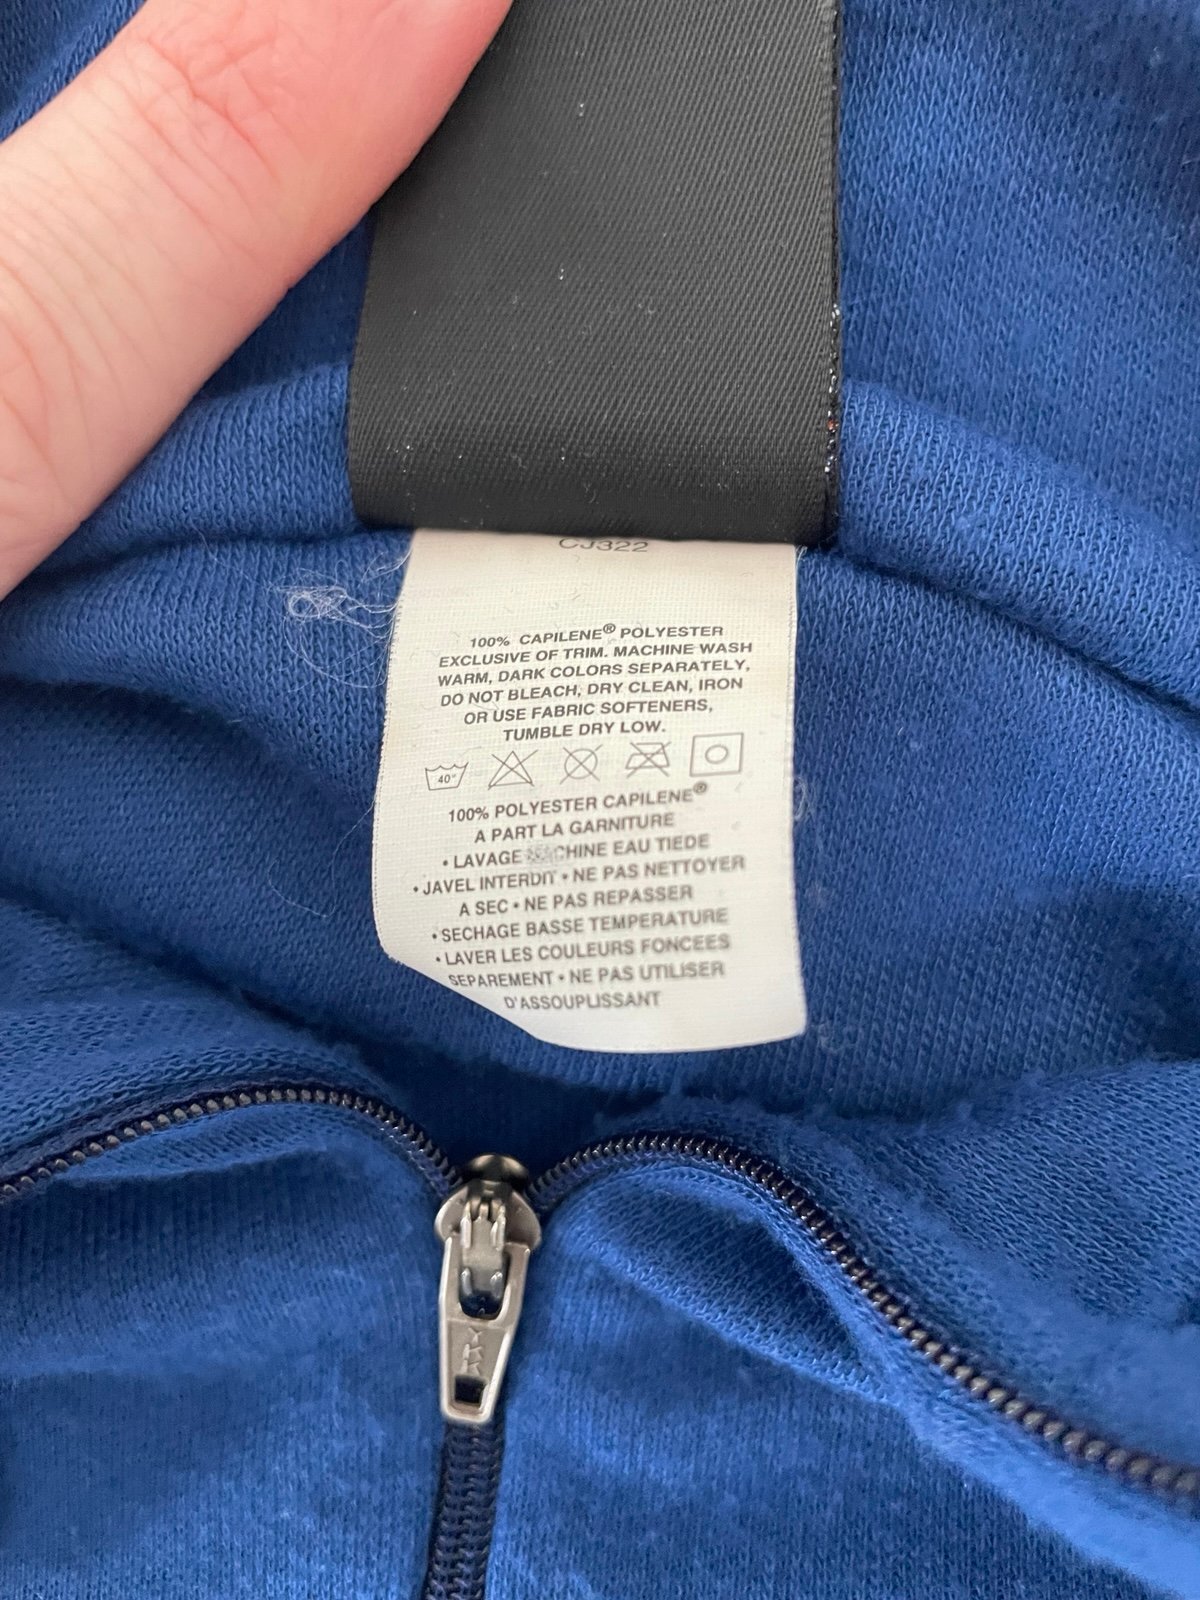 CJ322
100% CAPILENE® POLYESTER
EXCLUSIVE OF TRIM. MACHINE WASH
WARM, DARK COLORS SEPARATELY,
DO NOT BLEACH, DRY CLEAN, IRON
OR USE FABRIC SOFTENERS,
TUMBLE DRY LOW.
40°
100% POLYESTER CAPILENE®
A PART LA GARNITURE
• LAVAGE MACHINE EAU TIEDE
• JAVEL INTERDIT • NE PAS NETTOYER
A SEC • NE PAS REPASSER
• SECHAGE BASSE TEMPERATURE
• LAVER LES COULEURS FONCEES
SEPAREMENT • NE PAS UTILISER
D'ASSOUPLISSANT
YKK